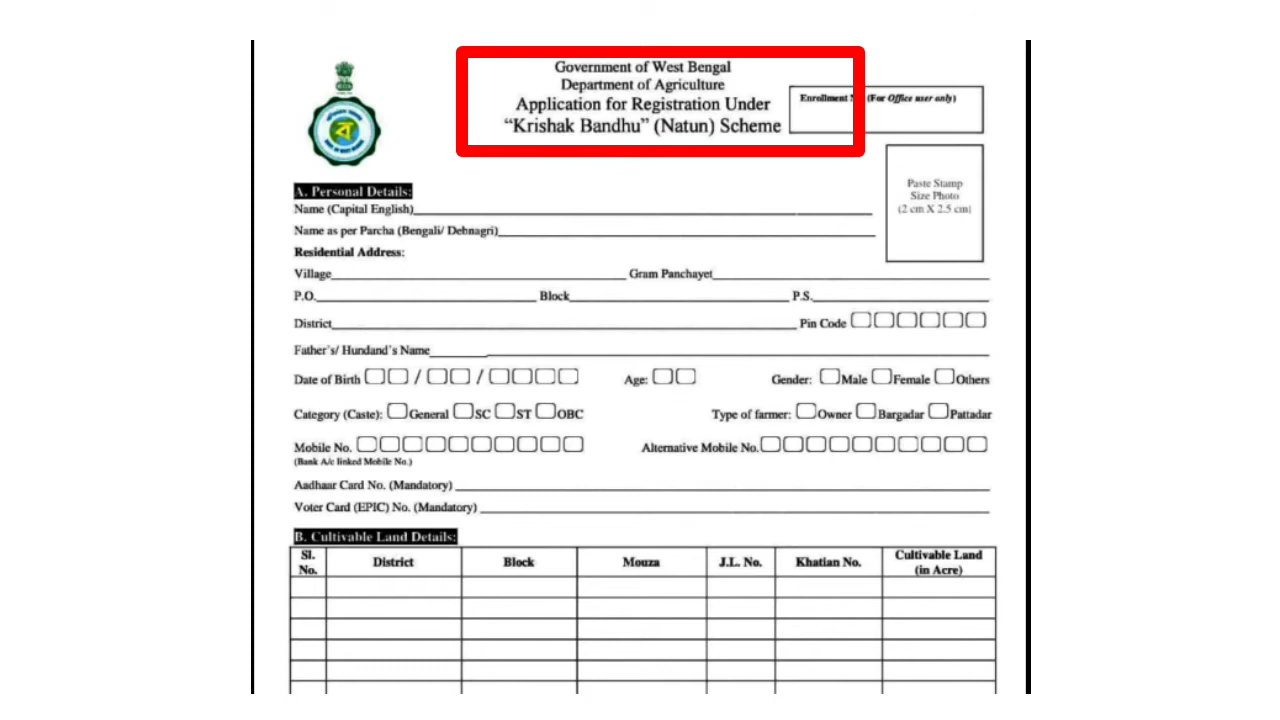 Government of West Bengal
Department of Agriculture
Application for Registration Under
“Krishak Bandhu” (Natun) Scheme
Enrollment (For Office user only)
Paste Stamp
Size Photo
(2 cm X 2.5 cm)
A. Personal Details:
Name (Capital English)
Name as per Parcha (Bengali/ Debnagri)
Residential Address:
Village Gram Panchayet
P.O. Block P.S.
District Pin Code
Father's/ Hundand's Name
Date of Birth / / Age: Gender: Male Female Others
Category (Caste): General SC ST OBC Type of farmer: Owner Bargadar Pattadar
Mobile No. Alternative Mobile No.
(Bank A/c linked Mobile No.)
Aadhaar Card No. (Mandatory)
Voter Card (EPIC) No. (Mandatory)
B. Cultivable Land Details:
Sl. No. District Block Mouza J.L. No. Khatian No. Cultivable Land (in Acre)